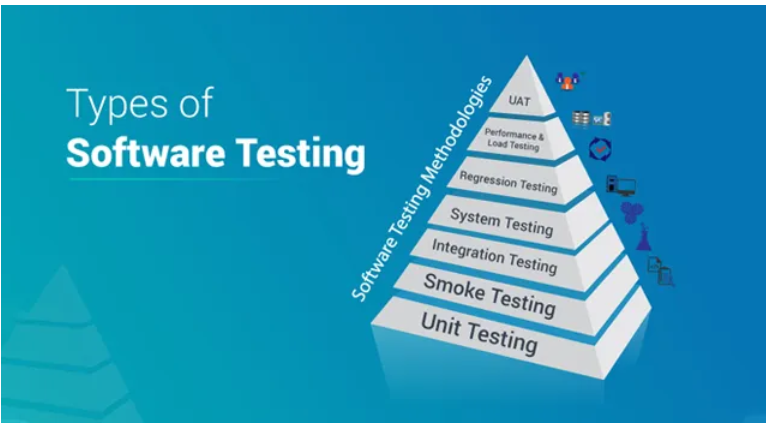 Types of
Software Testing
Software Testing Methodologies
UAT
Performance &
Load Testing
Regression Testing
System Testing
Integration Testing
Smoke Testing
Unit Testing